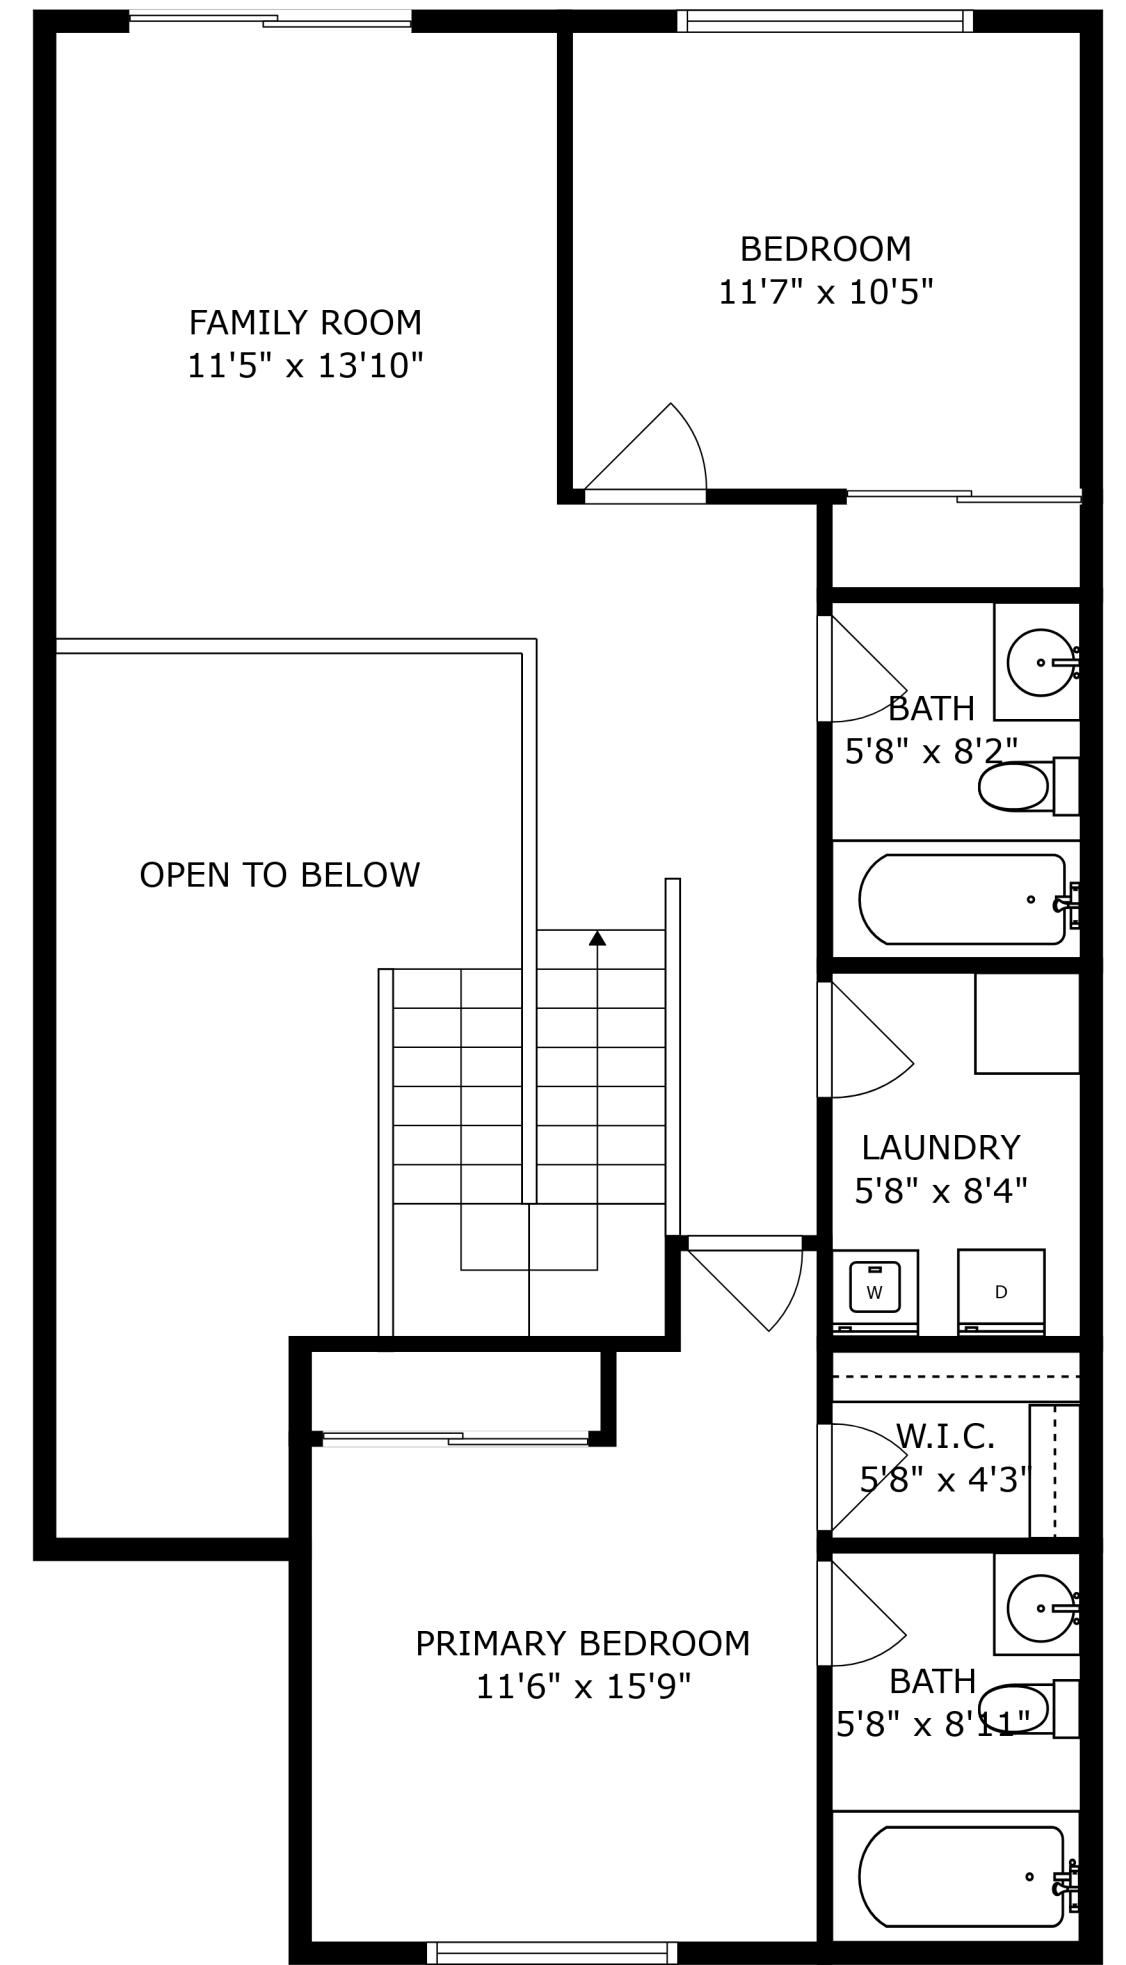 BEDROOM
11'7" x 10'5"
FAMILY ROOM
11'5" x 13'10"
BATH
5'8" x 8'2"
OPEN TO BELOW
LAUNDRY
5'8" x 8'4"
W
D
W.I.C.
5'8" x 4'3"
PRIMARY BEDROOM
11'6" x 15'9"
BATH
5'8" x 8'11"